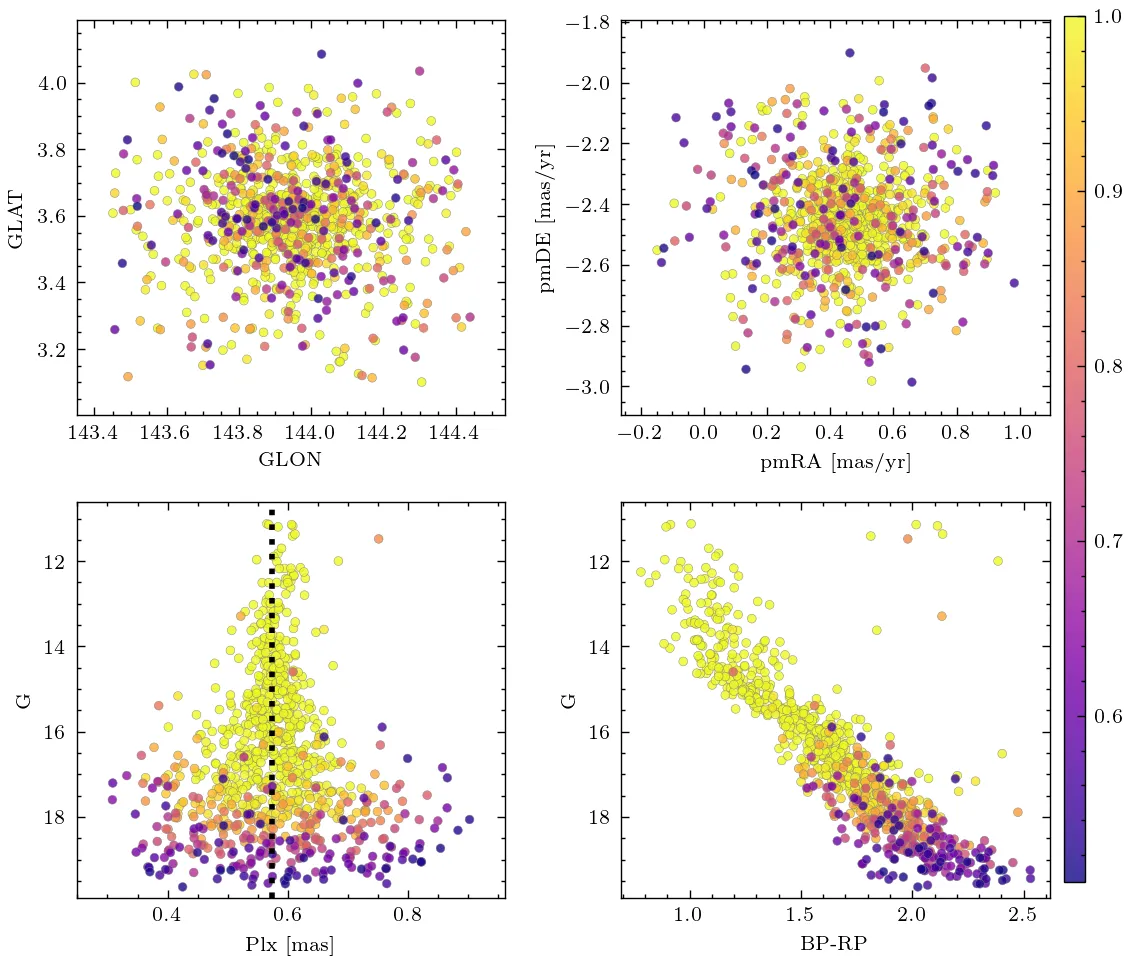 4.0
3.8
3.6
3.4
3.2
GLAT
143.4 143.6 143.8 144.0 144.2 144.4
GLON
−1.8
−2.0
−2.2
−2.4
−2.6
−2.8
−3.0
pmDE [mas/yr]
−0.2 0.0 0.2 0.4 0.6 0.8 1.0
pmRA [mas/yr]
1.0
0.9
0.8
0.7
0.6
12
14
16
18
G
0.4 0.6 0.8
Plx [mas]
12
14
16
18
G
1.0 1.5 2.0 2.5
BP-RP